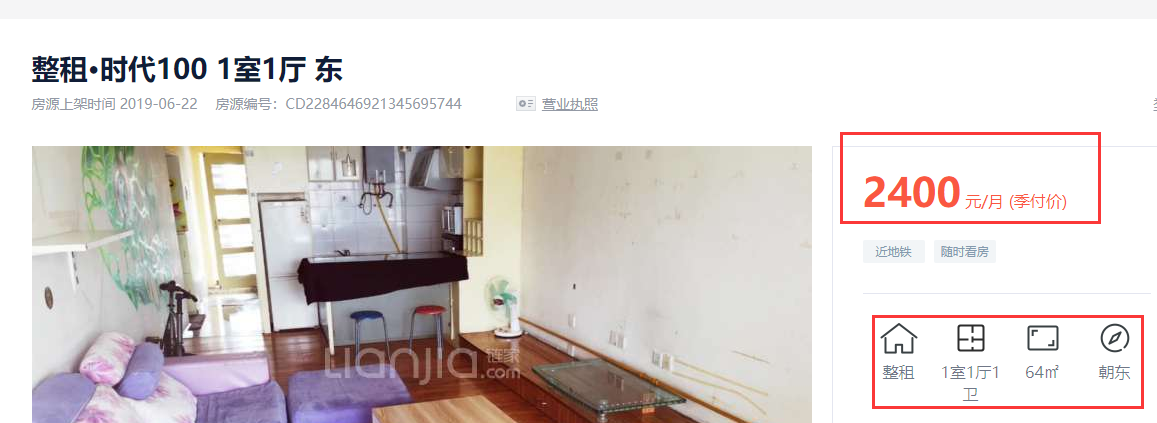 整租·时代100 1室1厅 东
房源上架时间 2019-06-22 房源编号：CD2284646921345695744 营业执照
2400 元/月 (季付价)
近地铁 随时看房
整租 1室1厅1卫 64㎡ 朝东
Lianjia.com 链家